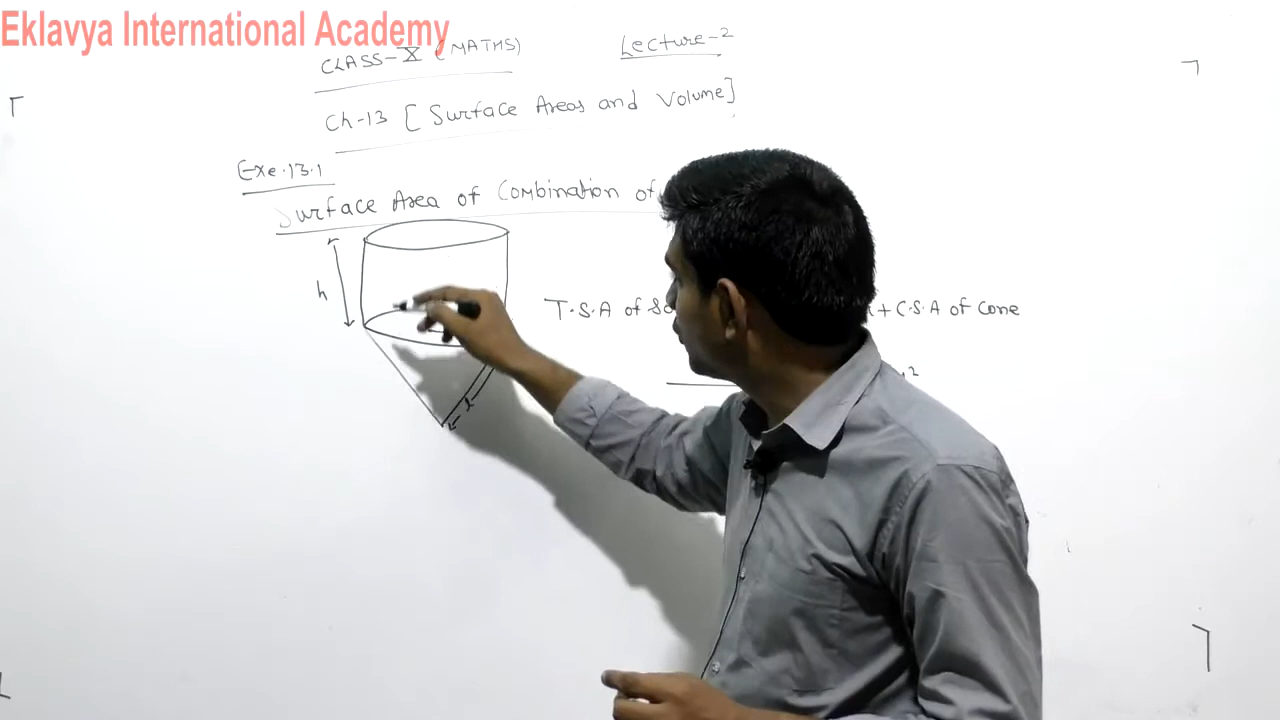 Eklavya International Academy
CLASS-X (MATHS) Lecture-2
Ch-13 [Surface Areas and Volume]
Exe.13.1
Surface Area of Combination of
h
T.S.A of So + C.S.A of Cone
l
2